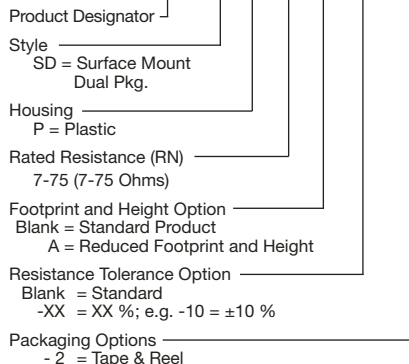 Product Designator
Style
SD = Surface Mount
Dual Pkg.
Housing
P = Plastic
Rated Resistance (RN)
7-75 (7-75 Ohms)
Footprint and Height Option
Blank = Standard Product
A = Reduced Footprint and Height
Resistance Tolerance Option
Blank = Standard
-XX = XX %; e.g. -10 = ±10 %
Packaging Options
- 2 = Tape & Reel